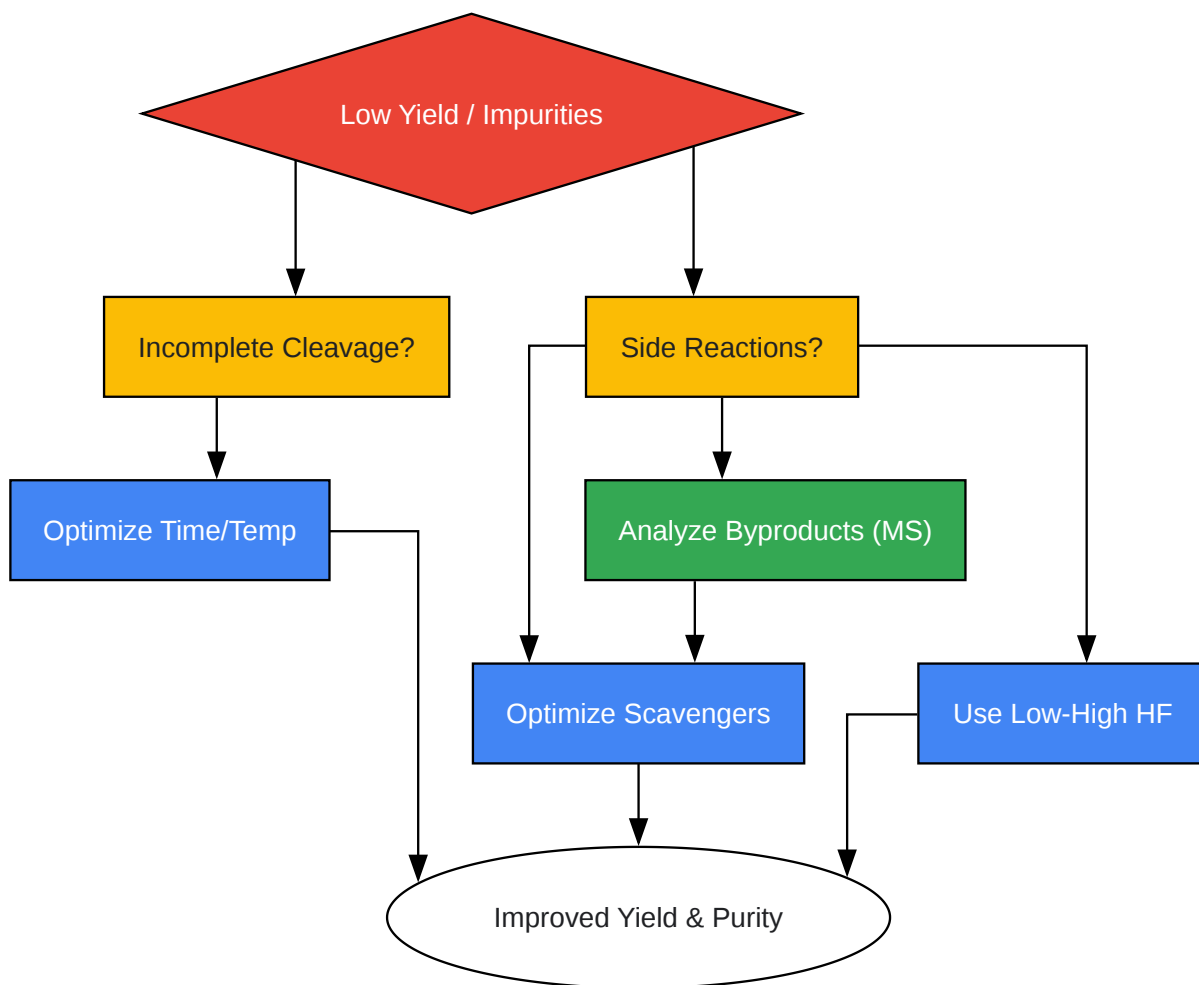 Low Yield / Impurities
Incomplete Cleavage?
Side Reactions?
Optimize Time/Temp
Analyze Byproducts (MS)
Optimize Scavengers
Use Low-High HF
Improved Yield & Purity